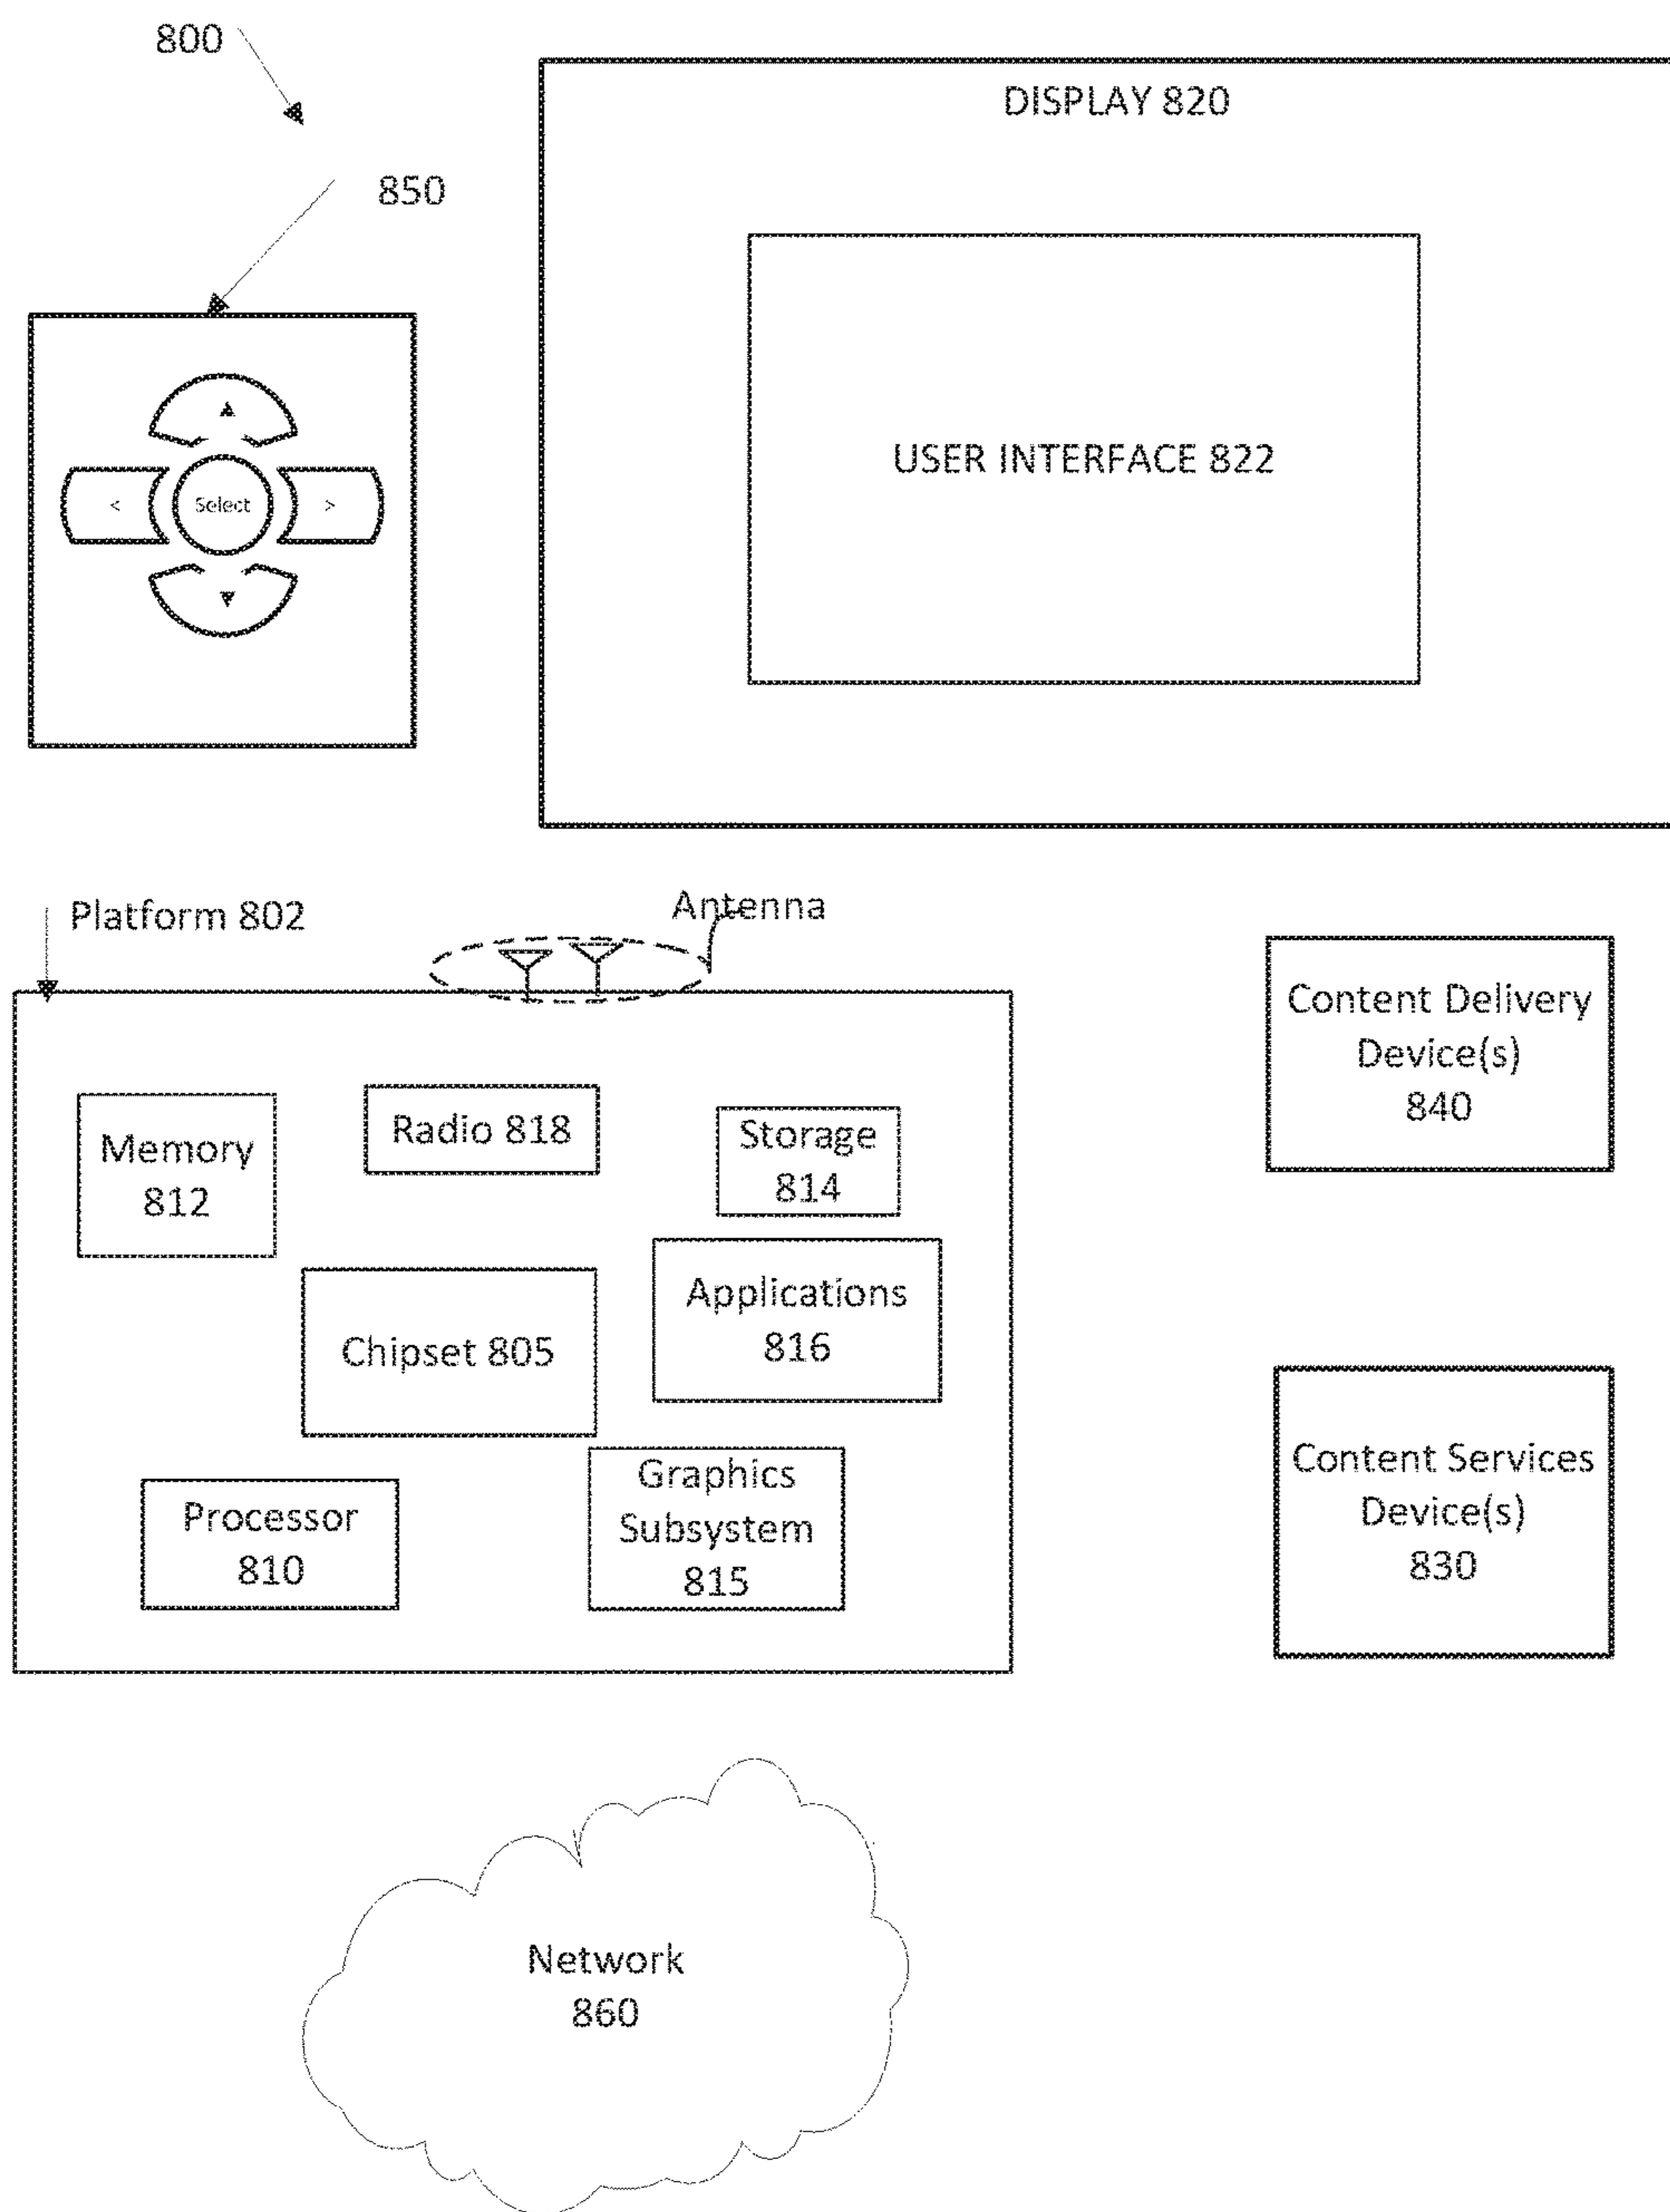 800
DISPLAY 820
850
USER INTERFACE 822
<
Select
>
Platform 802
Antenna
Memory
812
Radio 818
Storage
814
Chipset 805
Applications
816
Processor
810
Graphics
Subsystem
815
Content Delivery
Device(s)
840
Content Services
Device(s)
830
Network
860